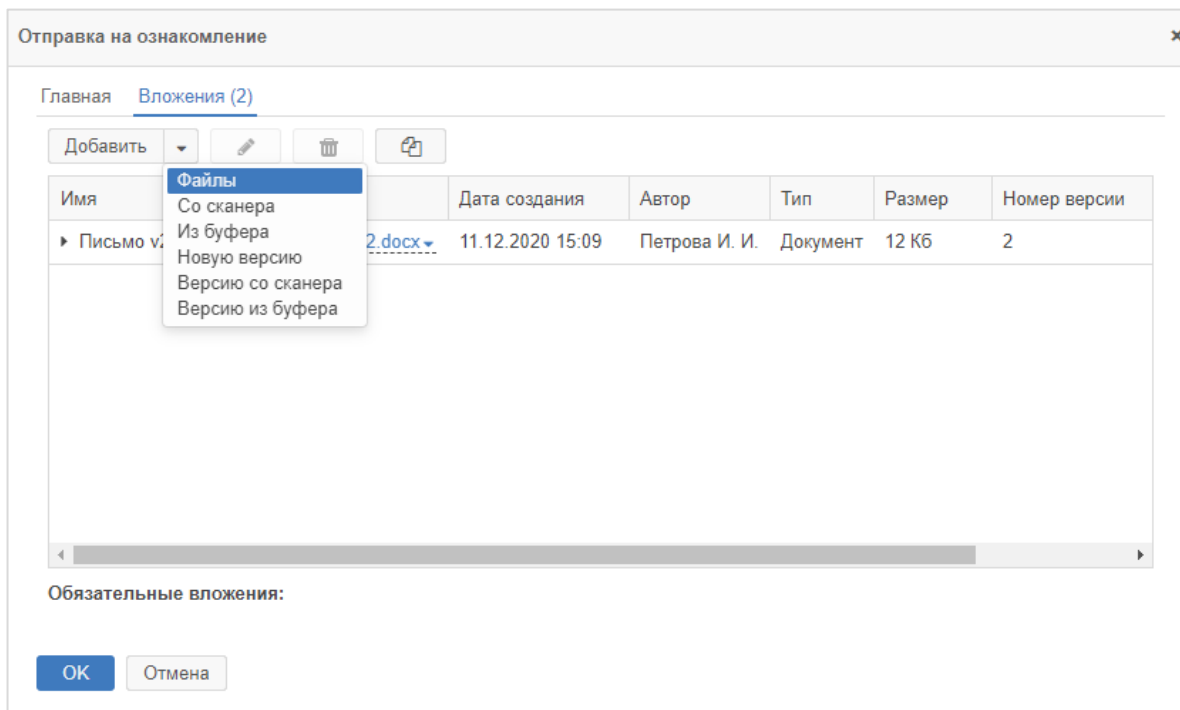 Отправка на ознакомление
Главная Вложения (2)
Добавить
Файлы
Со сканера
Из буфера
Новую версию
Версию со сканера
Версию из буфера
Имя Дата создания Автор Тип Размер Номер версии
Письмо 2.docx 11.12.2020 15:09 Петрова И. И. Документ 12 Кб 2
Обязательные вложения:
OK Отмена